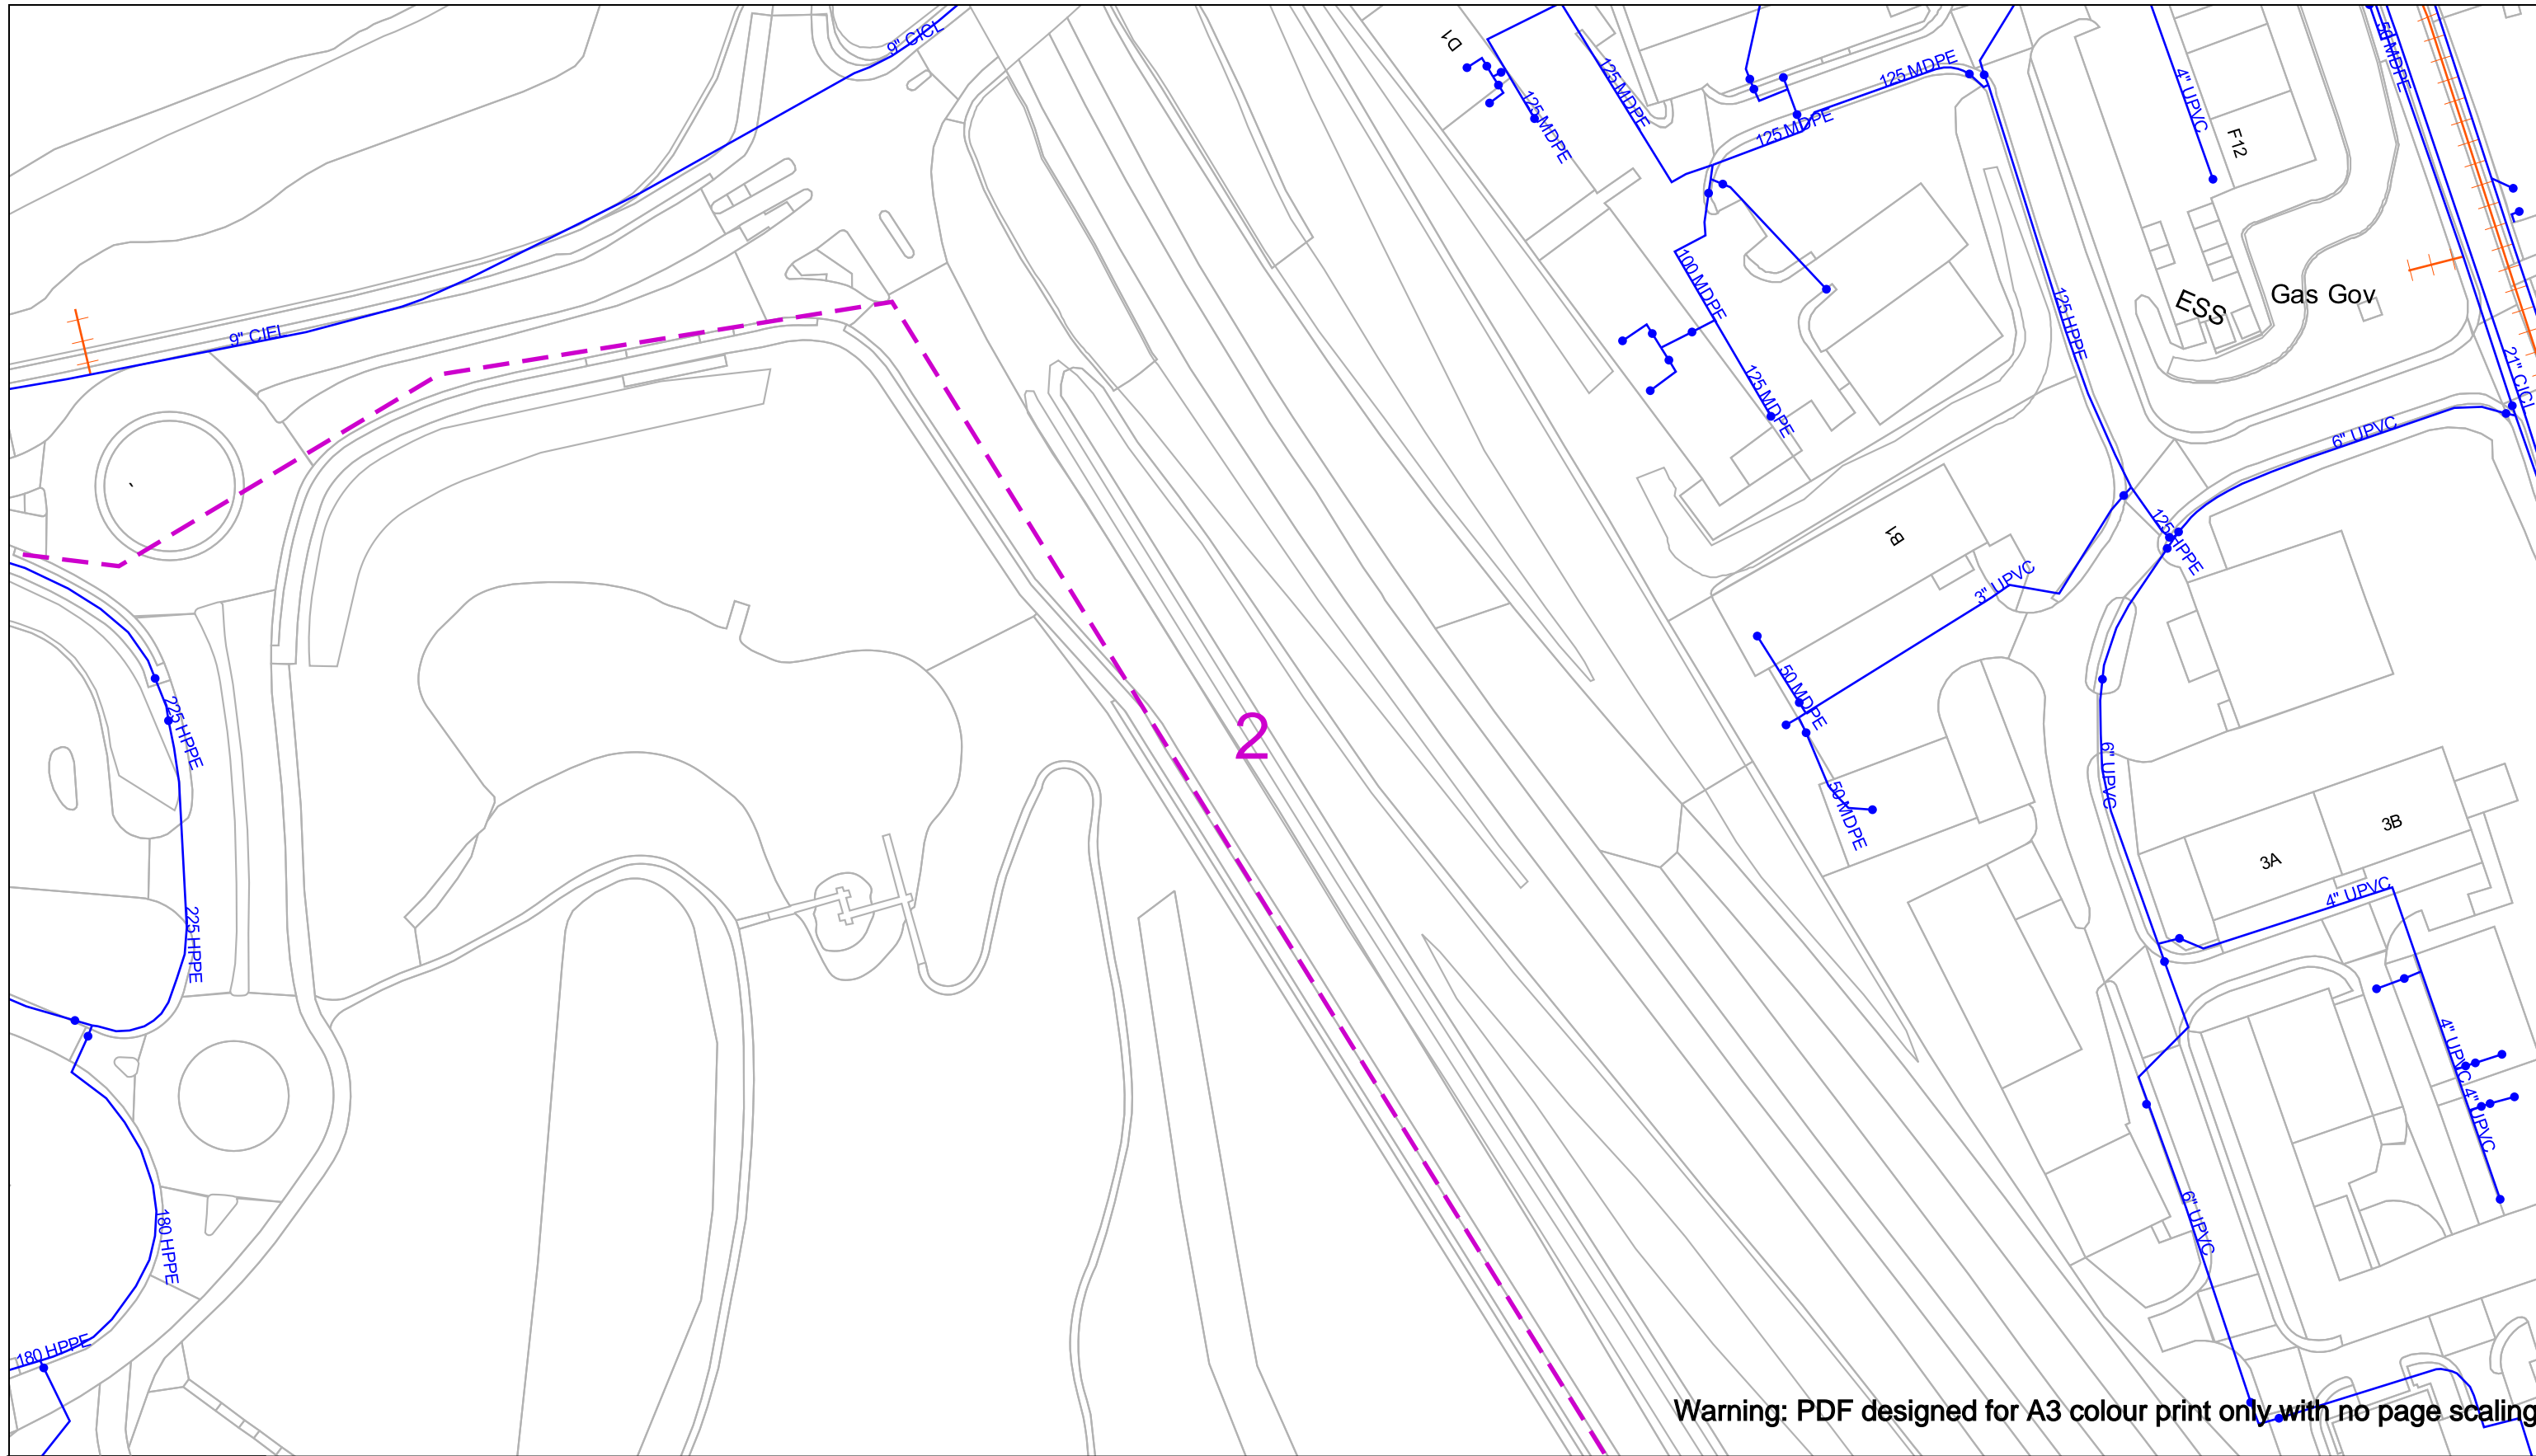 9" CICL
D1
125 MDPE
125 MDPE
125 MDPE
125 MDPE
4" UPVC
F12
50 MDPE
9" CIEL
100 MDPE
125 MDPE
125 HPPE
ESS
Gas Gov
21" CICL
6" UPVC
125 HPPE
B1
3" UPVC
50 MDPE
50 MDPE
225 HPPE
2
6" UPVC
3B
3A
4" UPVC
225 HPPE
4" UPVC
4" UPVC
180 HPPE
6" UPVC
180 HPPE
Warning: PDF designed for A3 colour print only with no page scaling